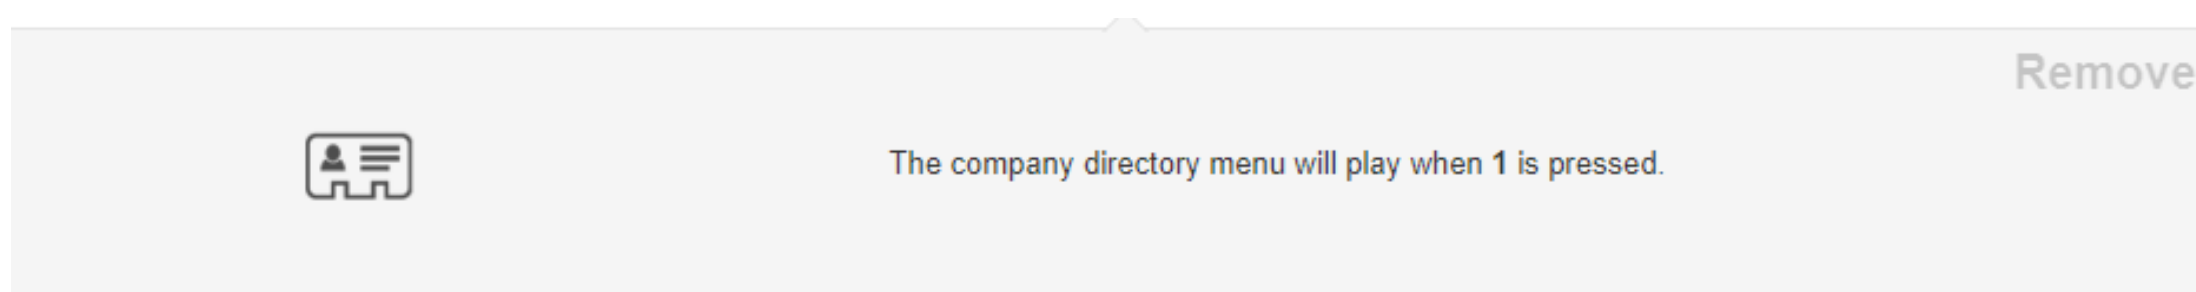 Remove
The company directory menu will play when 1 is pressed.